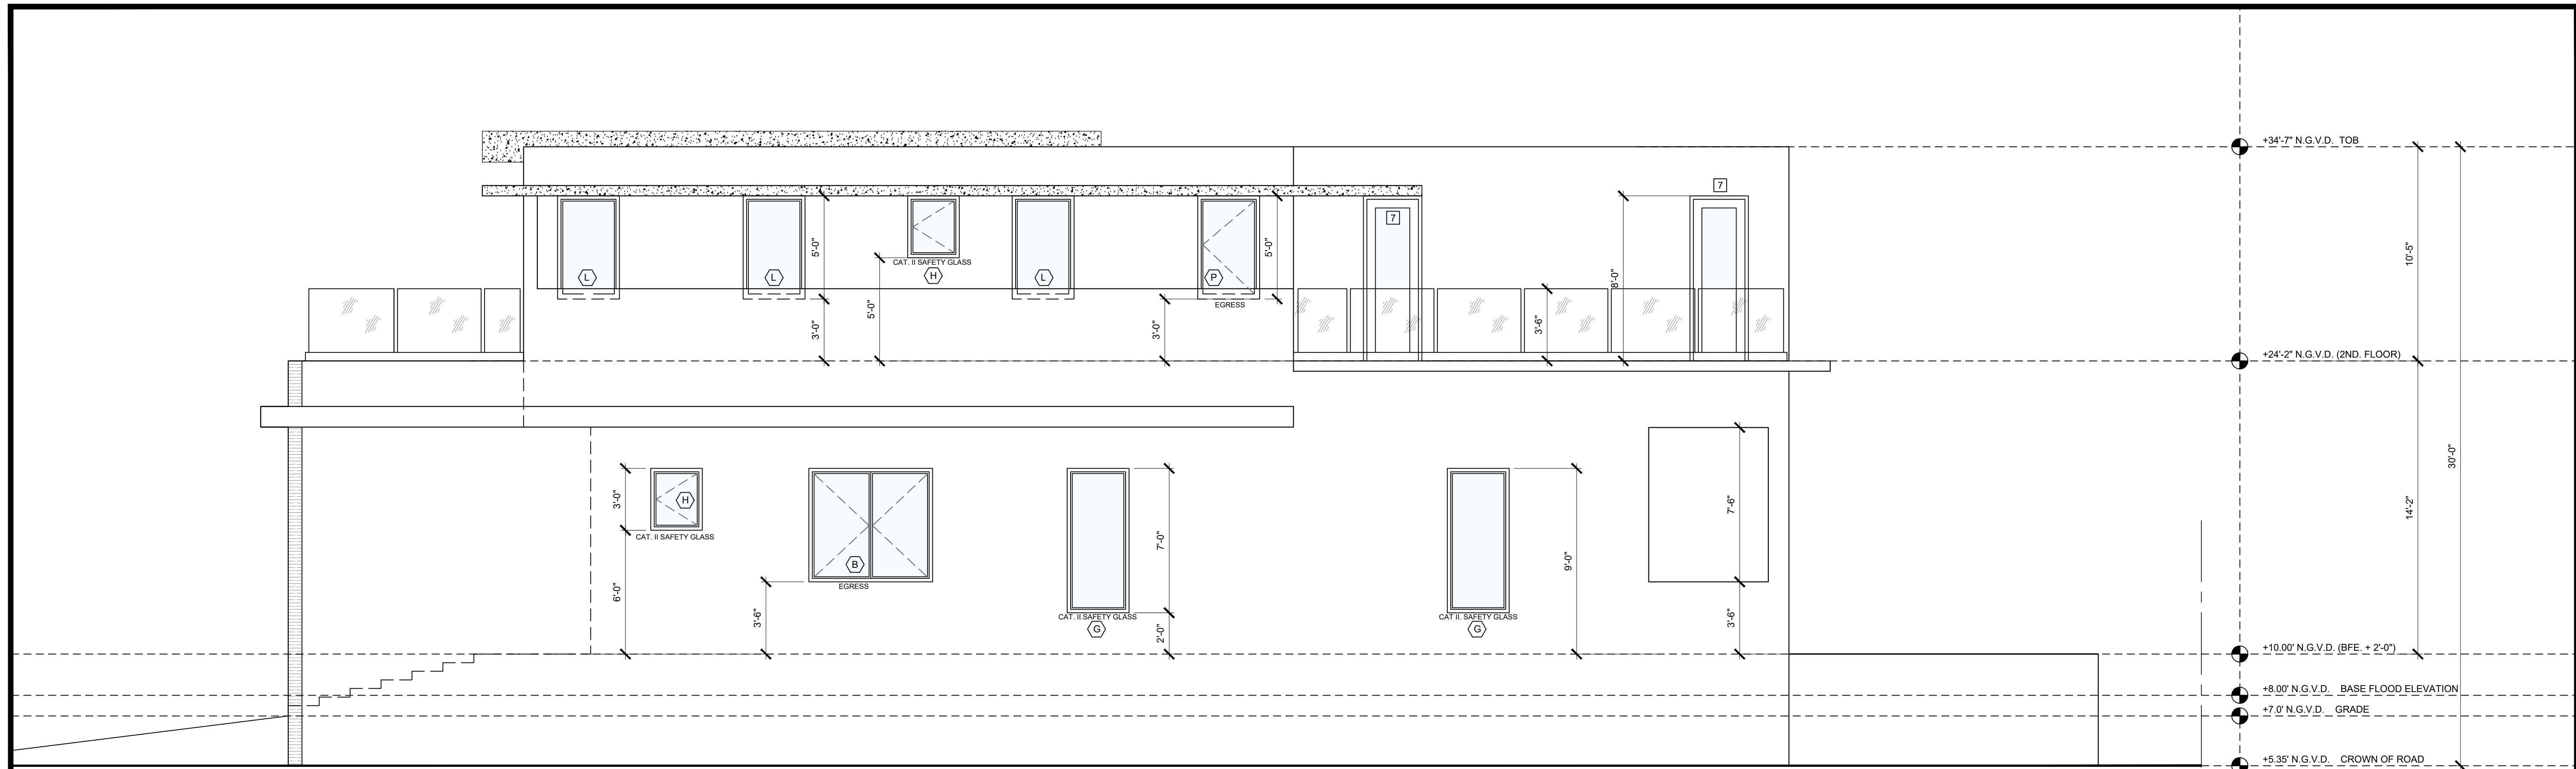 +34'-7" N.G.V.D. TOB
7
7
10'-5"
30'-0"
5'-0"
5'-0"
8'-0"
CAT. II SAFETY GLASS
L
L
H
L
P
EGRESS
5'-0"
3'-0"
3'-0"
3'-6"
+24'-2" N.G.V.D. (2ND. FLOOR)
3'-0"
H
CAT. II SAFETY GLASS
6'-0"
B
EGRESS
3'-6"
7'-0"
CAT. II.SAFETY GLASS
G
2'-0"
CAT II. SAFETY GLASS
G
9'-0"
7'-6"
3'-6"
14'-2"
+10.00' N.G.V.D. (BFE. + 2'-0")
+8.00' N.G.V.D. BASE FLOOD ELEVATION
+7.0' N.G.V.D. GRADE
+5.35' N.G.V.D. CROWN OF ROAD